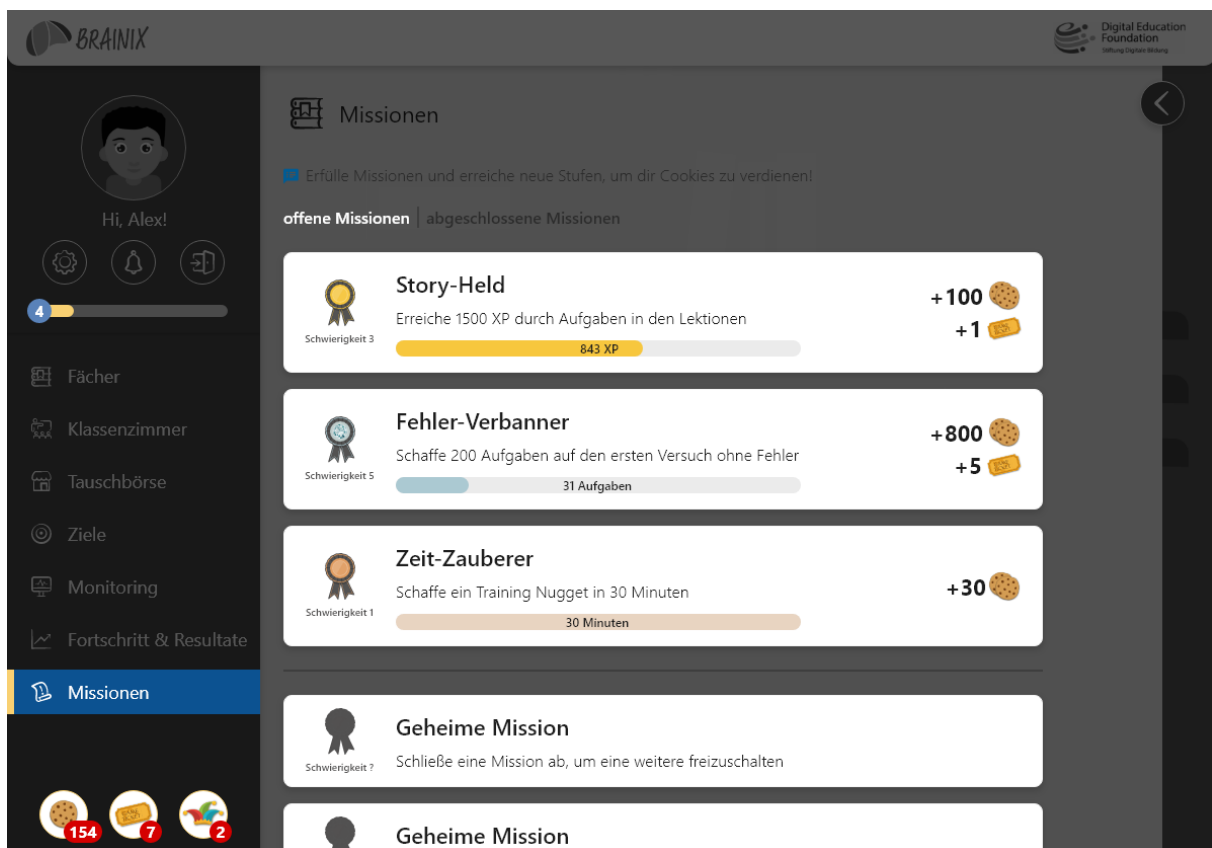 BRAINIX
Digital Education
Foundation
Stiftung Digitale Bildung
Hi, Alex!
4
Fächer
Klassenzimmer
Tauschbörse
Ziele
Monitoring
Fortschritt & Resultate
Missionen
154
7
2
Missionen
Erfülle Missionen und erreiche neue Stufen, um dir Cookies zu verdienen!
offene Missionen | abgeschlossene Missionen
Schwierigkeit 3
Story-Held
Erreiche 1500 XP durch Aufgaben in den Lektionen
843 XP
+100
+1
Schwierigkeit 5
Fehler-Verbanner
Schaffe 200 Aufgaben auf den ersten Versuch ohne Fehler
31 Aufgaben
+800
+5
Schwierigkeit 1
Zeit-Zauberer
Schaffe ein Training Nugget in 30 Minuten
30 Minuten
+30
Schwierigkeit ?
Geheime Mission
Schließe eine Mission ab, um eine weitere freizuschalten
Geheime Mission